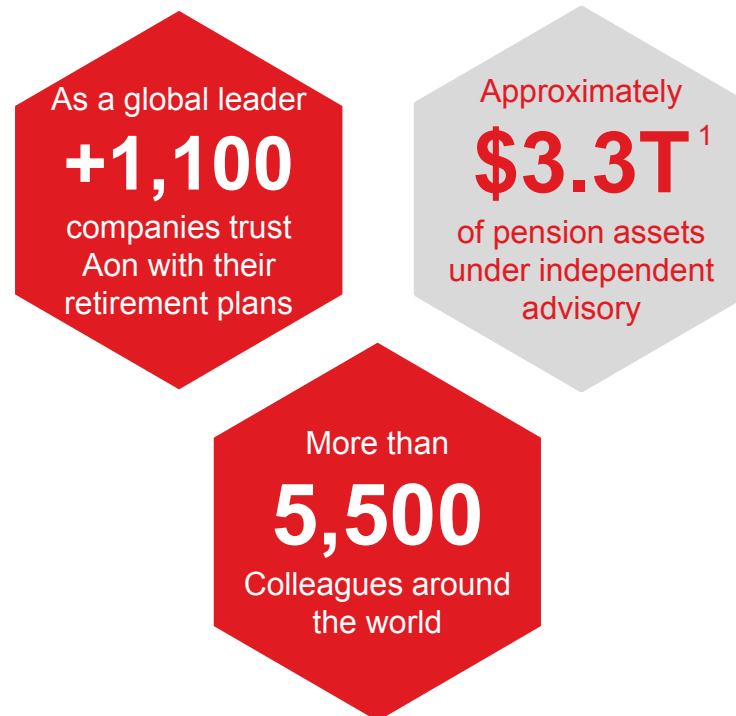 As a global leader
+1,100
companies trust
Aon with their
retirement plans
Approximately
$3.3T 1
of pension assets
under independent
advisory
More than
5,500
Colleagues around
the world